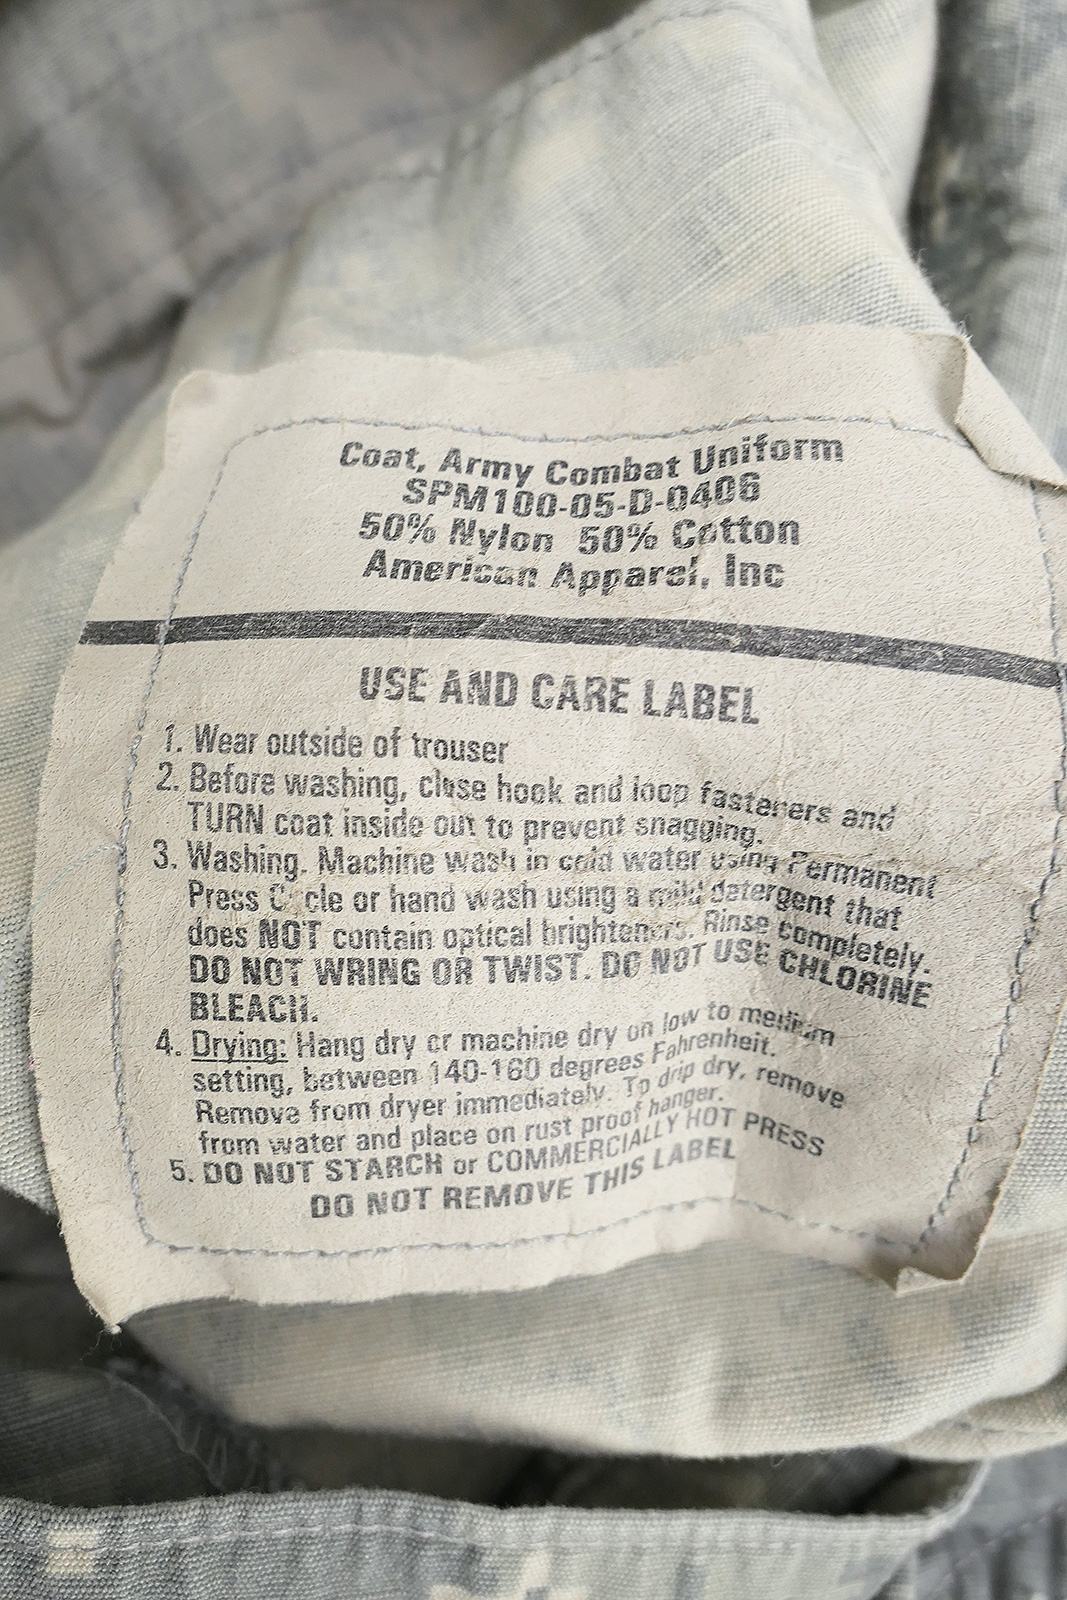 Coat, Army Combat Uniform
SPM100-05-D-0406
50% Nylon 50% Cotton
American Apparel, Inc
USE AND CARE LABEL
1. Wear outside of trouser
2. Before washing, close hook and loop fasteners and
TURN coat inside out to prevent snagging.
3. Washing. Machine wash in cold water using Permanent
Press Cycle or hand wash using a mild detergent that
does NOT contain optical brighteners. Rinse completely.
DO NOT WRING OR TWIST. DO NOT USE CHLORINE
BLEACH.
4. Drying: Hang dry or machine dry on low to medium
setting, between 140-160 degrees Fahrenheit.
Remove from dryer immediately. To drip dry, remove
from water and place on rust proof hanger.
5. DO NOT STARCH or COMMERCIALLY HOT PRESS
DO NOT REMOVE THIS LABEL